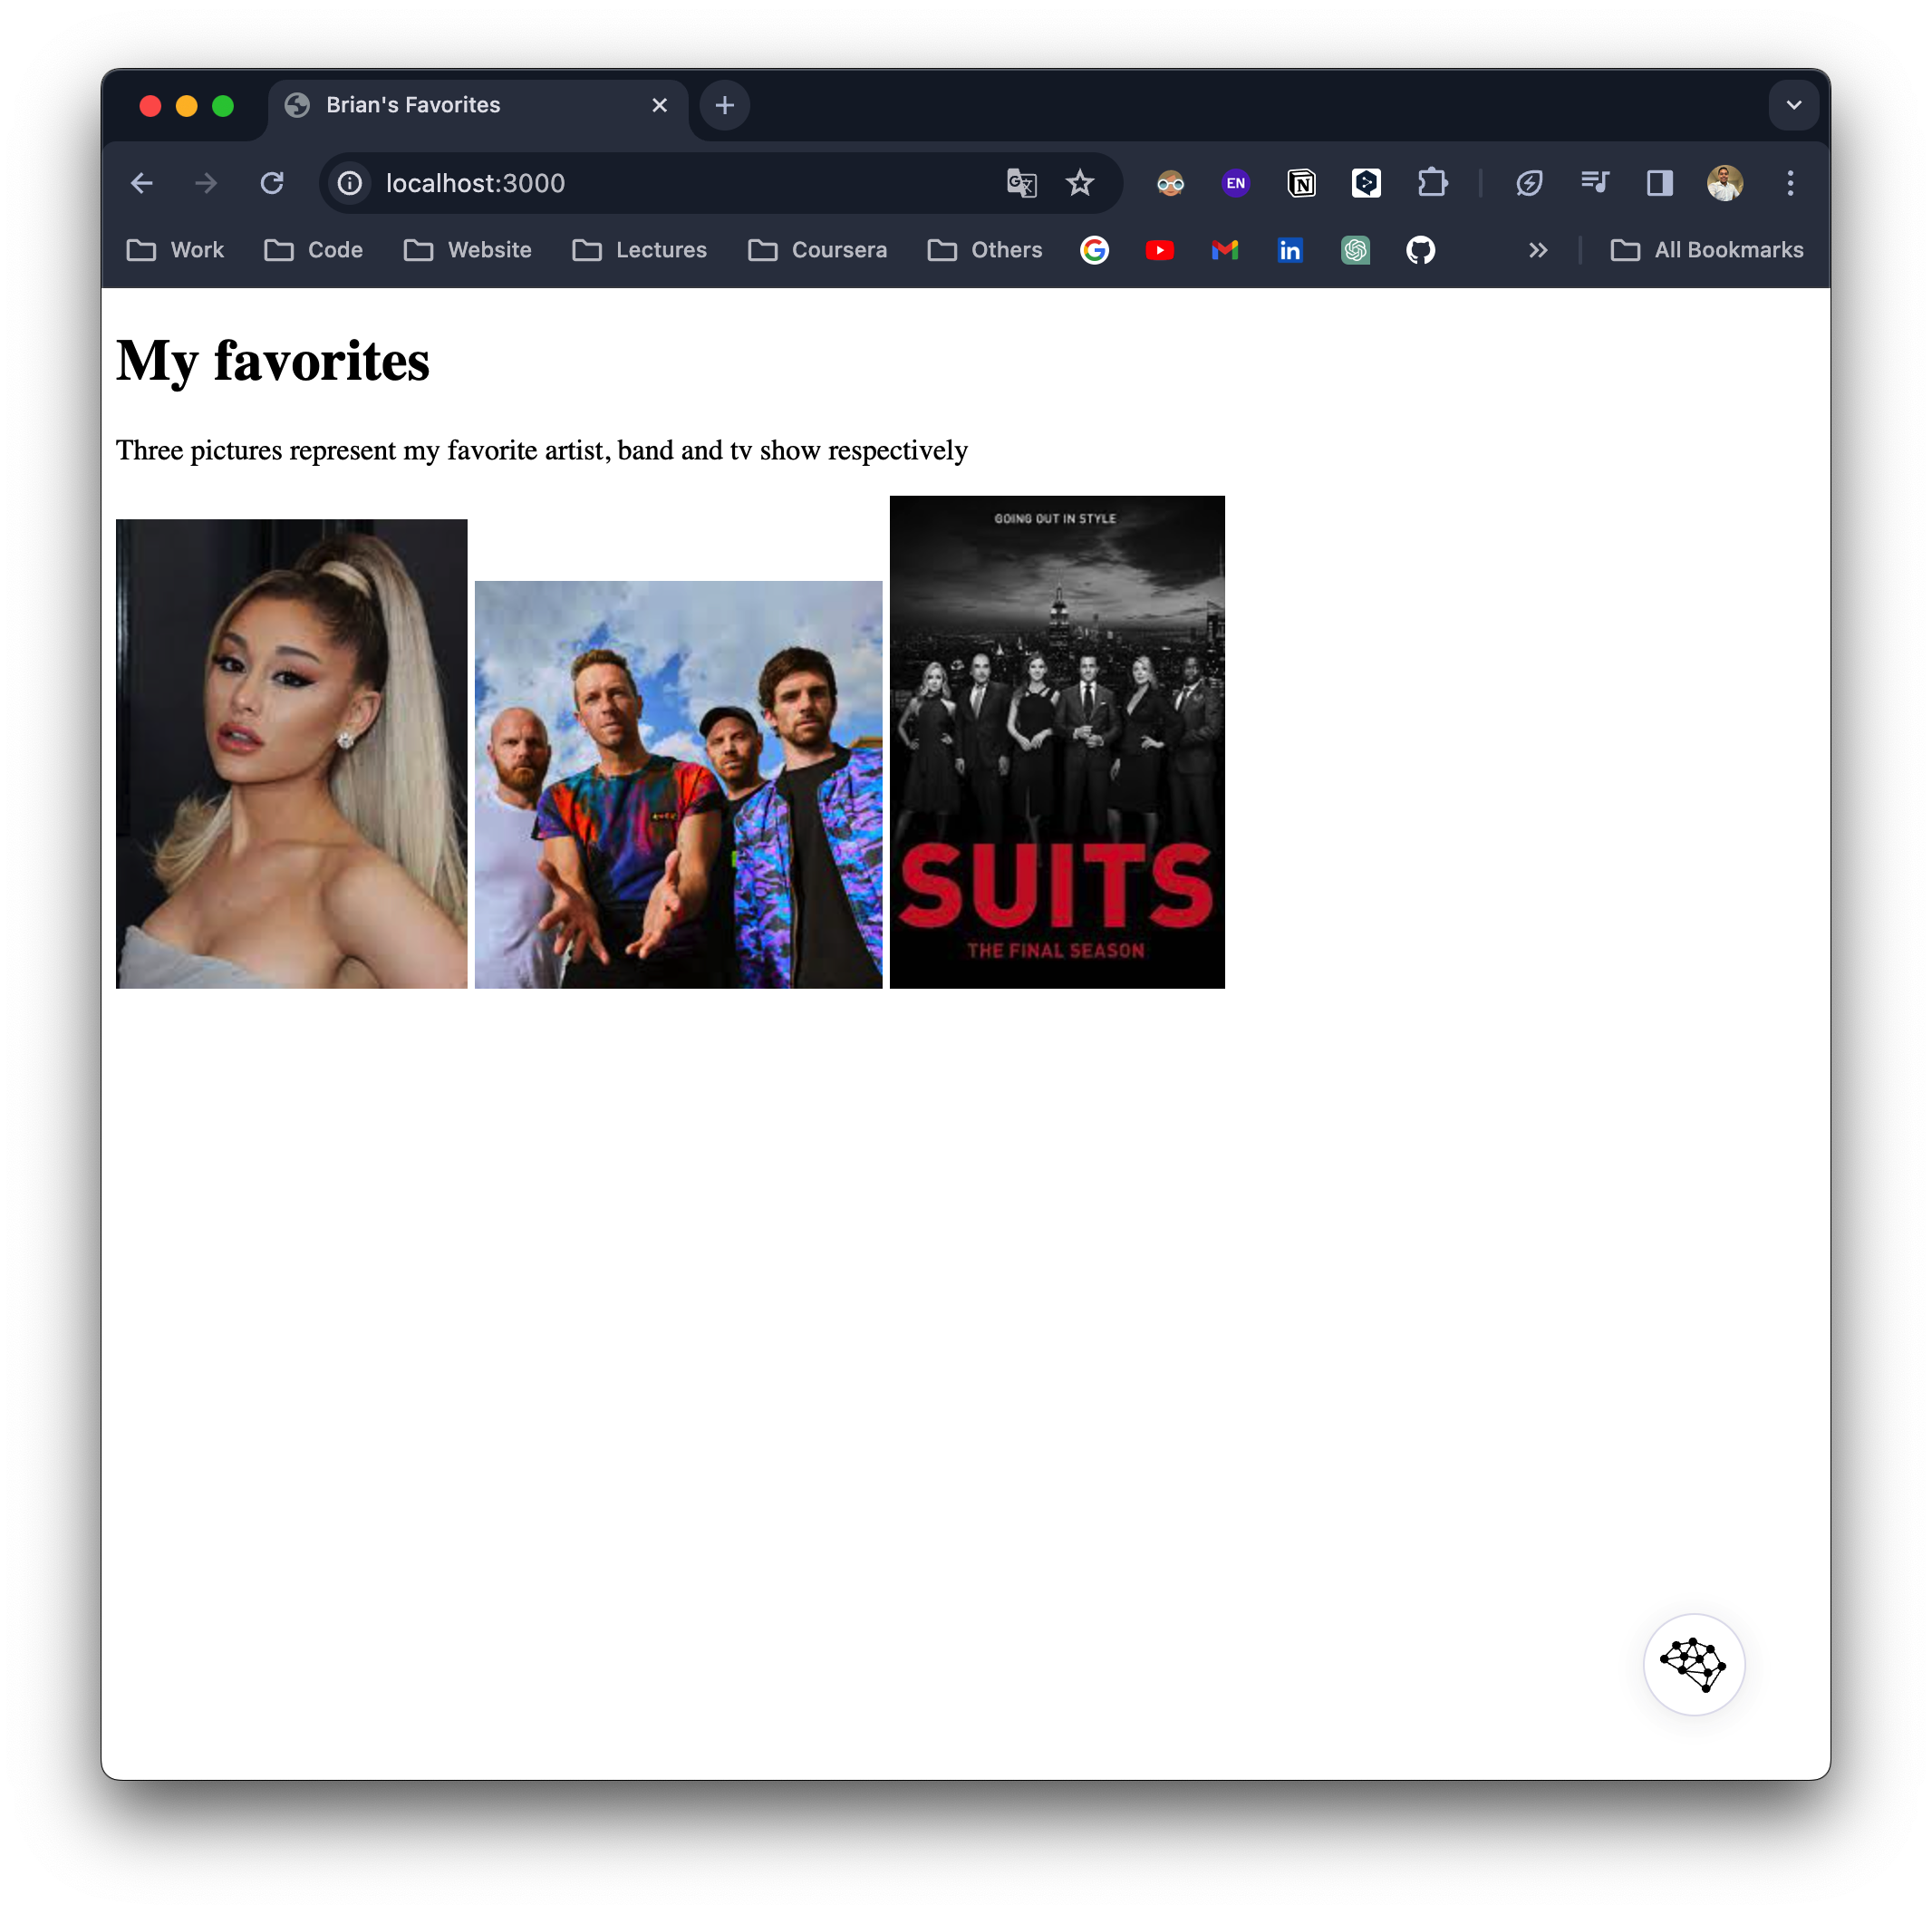 Brian's Favorites
localhost:3000
EN
Work Code Website Lectures Coursera Others in All Bookmarks
My favorites
Three pictures represent my favorite artist, band and tv show respectively
GOING OUT IN STYLE
SUITS
THE FINAL SEASON